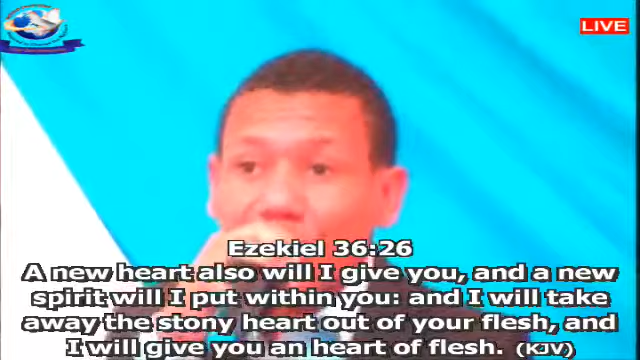 LIVE
Ezekiel 36:26
A new heart also will I give you, and a new
spirit will I put within you: and I will take
away the stony heart out of your flesh, and
I will give you an heart of flesh. (KJV)